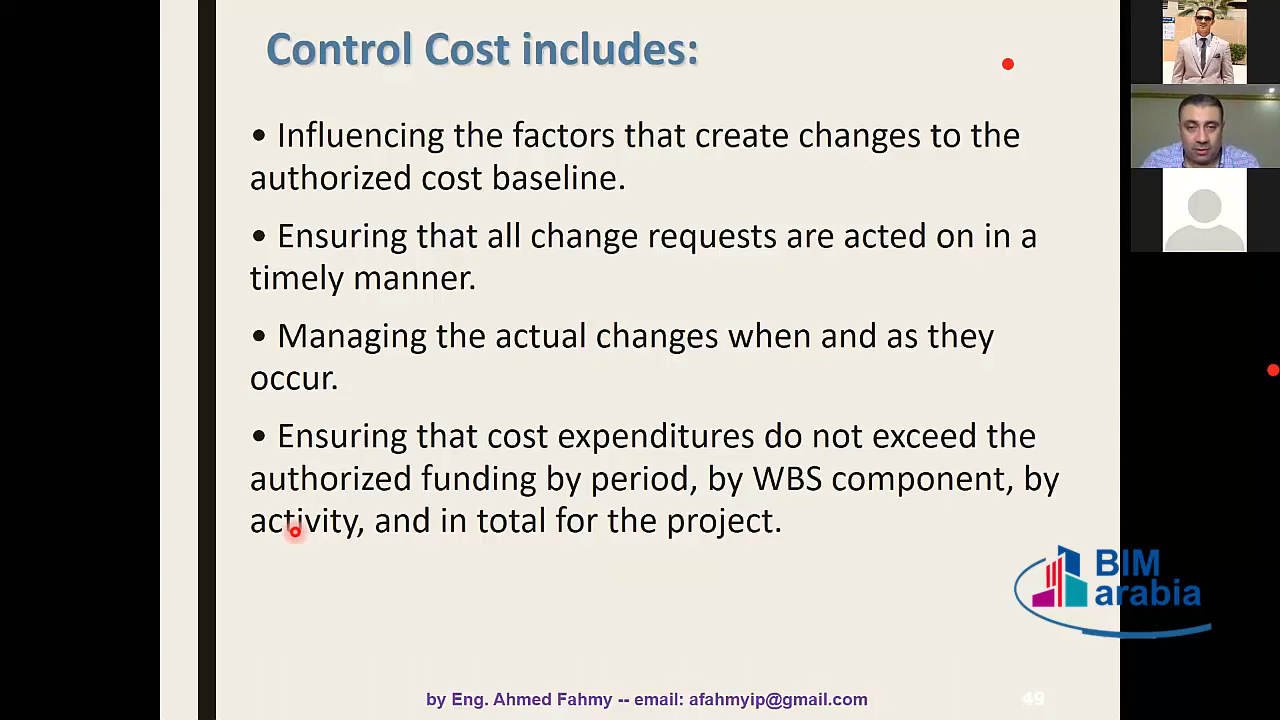 Control Cost includes:
• Influencing the factors that create changes to the
authorized cost baseline.
• Ensuring that all change requests are acted on in a
timely manner.
• Managing the actual changes when and as they
occur.
• Ensuring that cost expenditures do not exceed the
authorized funding by period, by WBS component, by
activity, and in total for the project.
BIM
arabia
by Eng. Ahmed Fahmy -- email: afahmyip@gmail.com
49